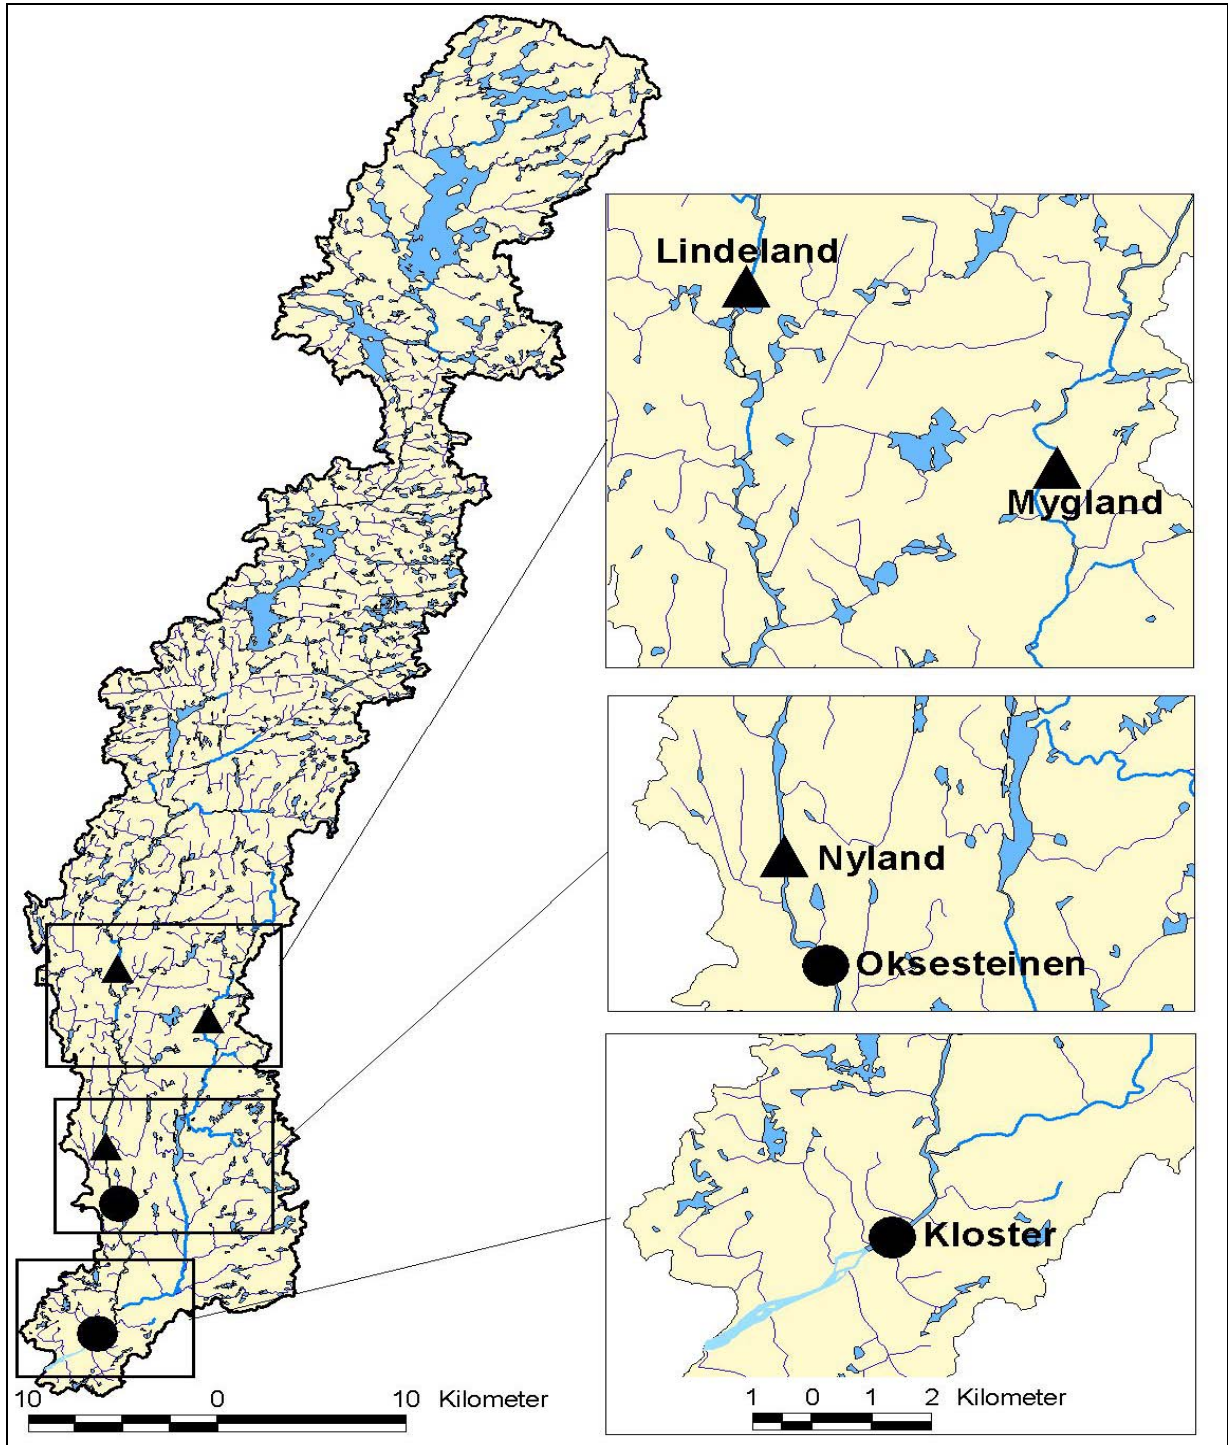 Lindeland
Mygland
Nyland
Oksesteinen
Kloster
10 0 10 Kilometer
1 0 1 2 Kilometer